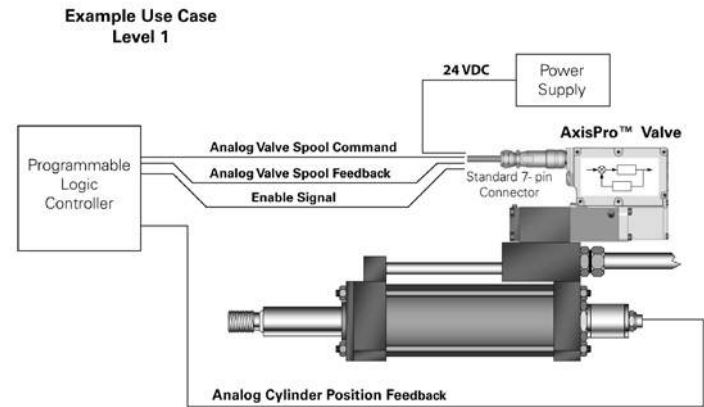 Example Use Case
Level 1
24 VDC
Power
Supply
AxisPro™ Valve
Analog Valve Spool Command
Programmable
Logic
Controller
Analog Valve Spool Feedback
Standard 7- pin
Connector
Enable Signal
Analog Cylinder Position Feedback